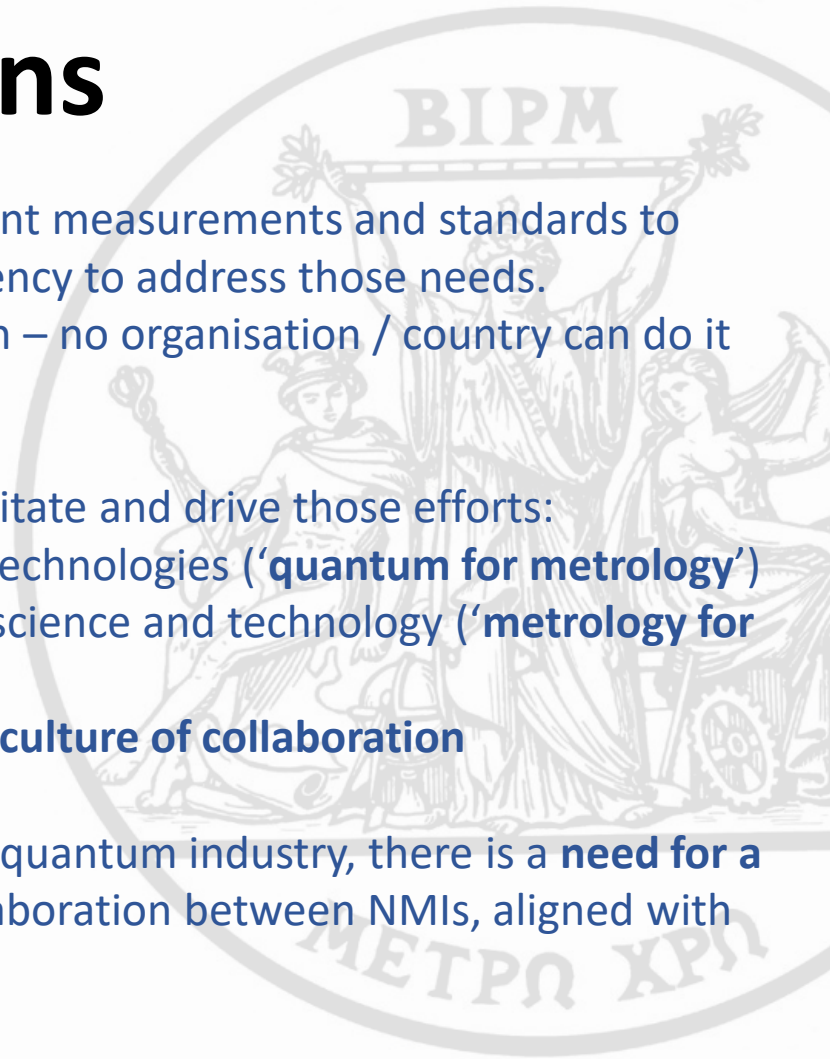 ns
BIPM
nt measurements and standards to
ency to address those needs.
n – no organisation / country can do it
itate and drive those efforts:
echnologies (‘quantum for metrology’)
science and technology (‘metrology for
culture of collaboration
quantum industry, there is a need for a
aboration between NMIs, aligned with
ΜΕΤΡΩ ΧΡΩ